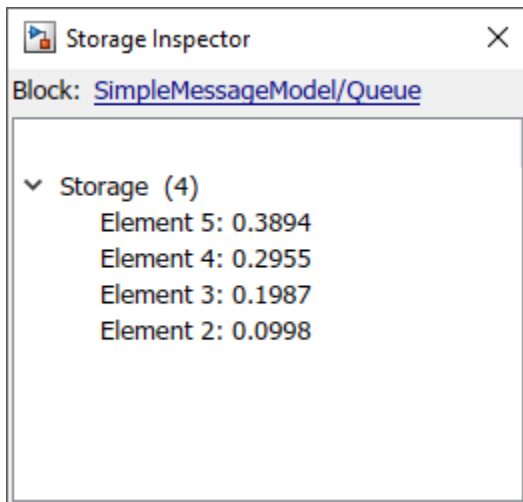 Storage Inspector
Block: SimpleMessageModel/Queue
Storage (4)
Element 5: 0.3894
Element 4: 0.2955
Element 3: 0.1987
Element 2: 0.0998